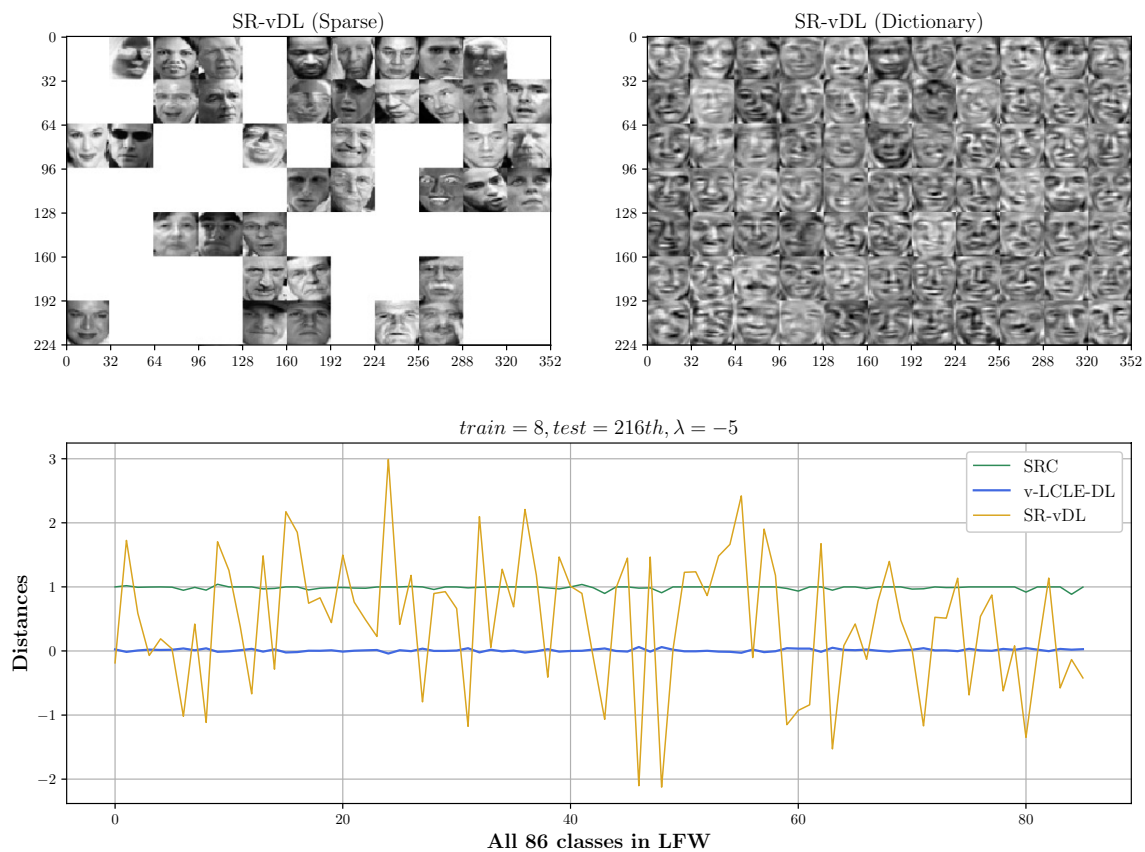 SR-vDL (Sparse)
0
32
64
96
128
160
192
224
0 32 64 96 128 160 192 224 256 288 320 352
SR-vDL (Dictionary)
0
32
64
96
128
160
192
224
0 32 64 96 128 160 192 224 256 288 320 352
train = 8, test = 216th, λ = −5
Distances
3
2
1
0
−1
−2
SRC
v-LCLE-DL
SR-vDL
0 20 40 60 80
All 86 classes in LFW